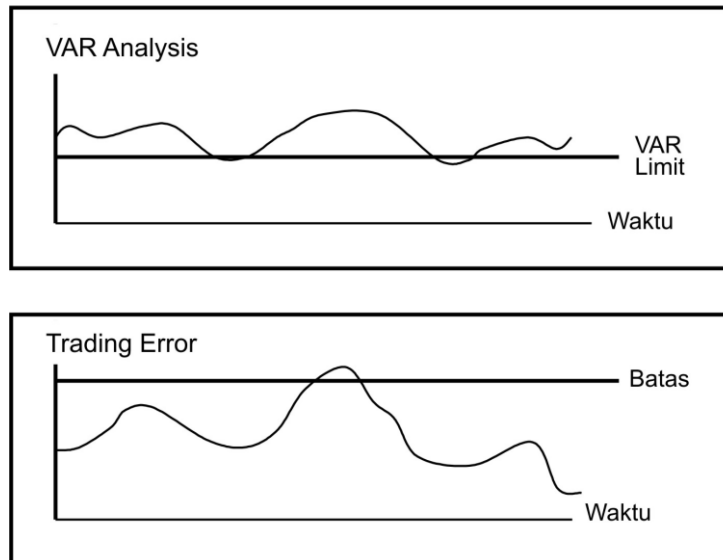 VAR Analysis
VAR
Limit
Waktu
Trading Error
Batas
Waktu